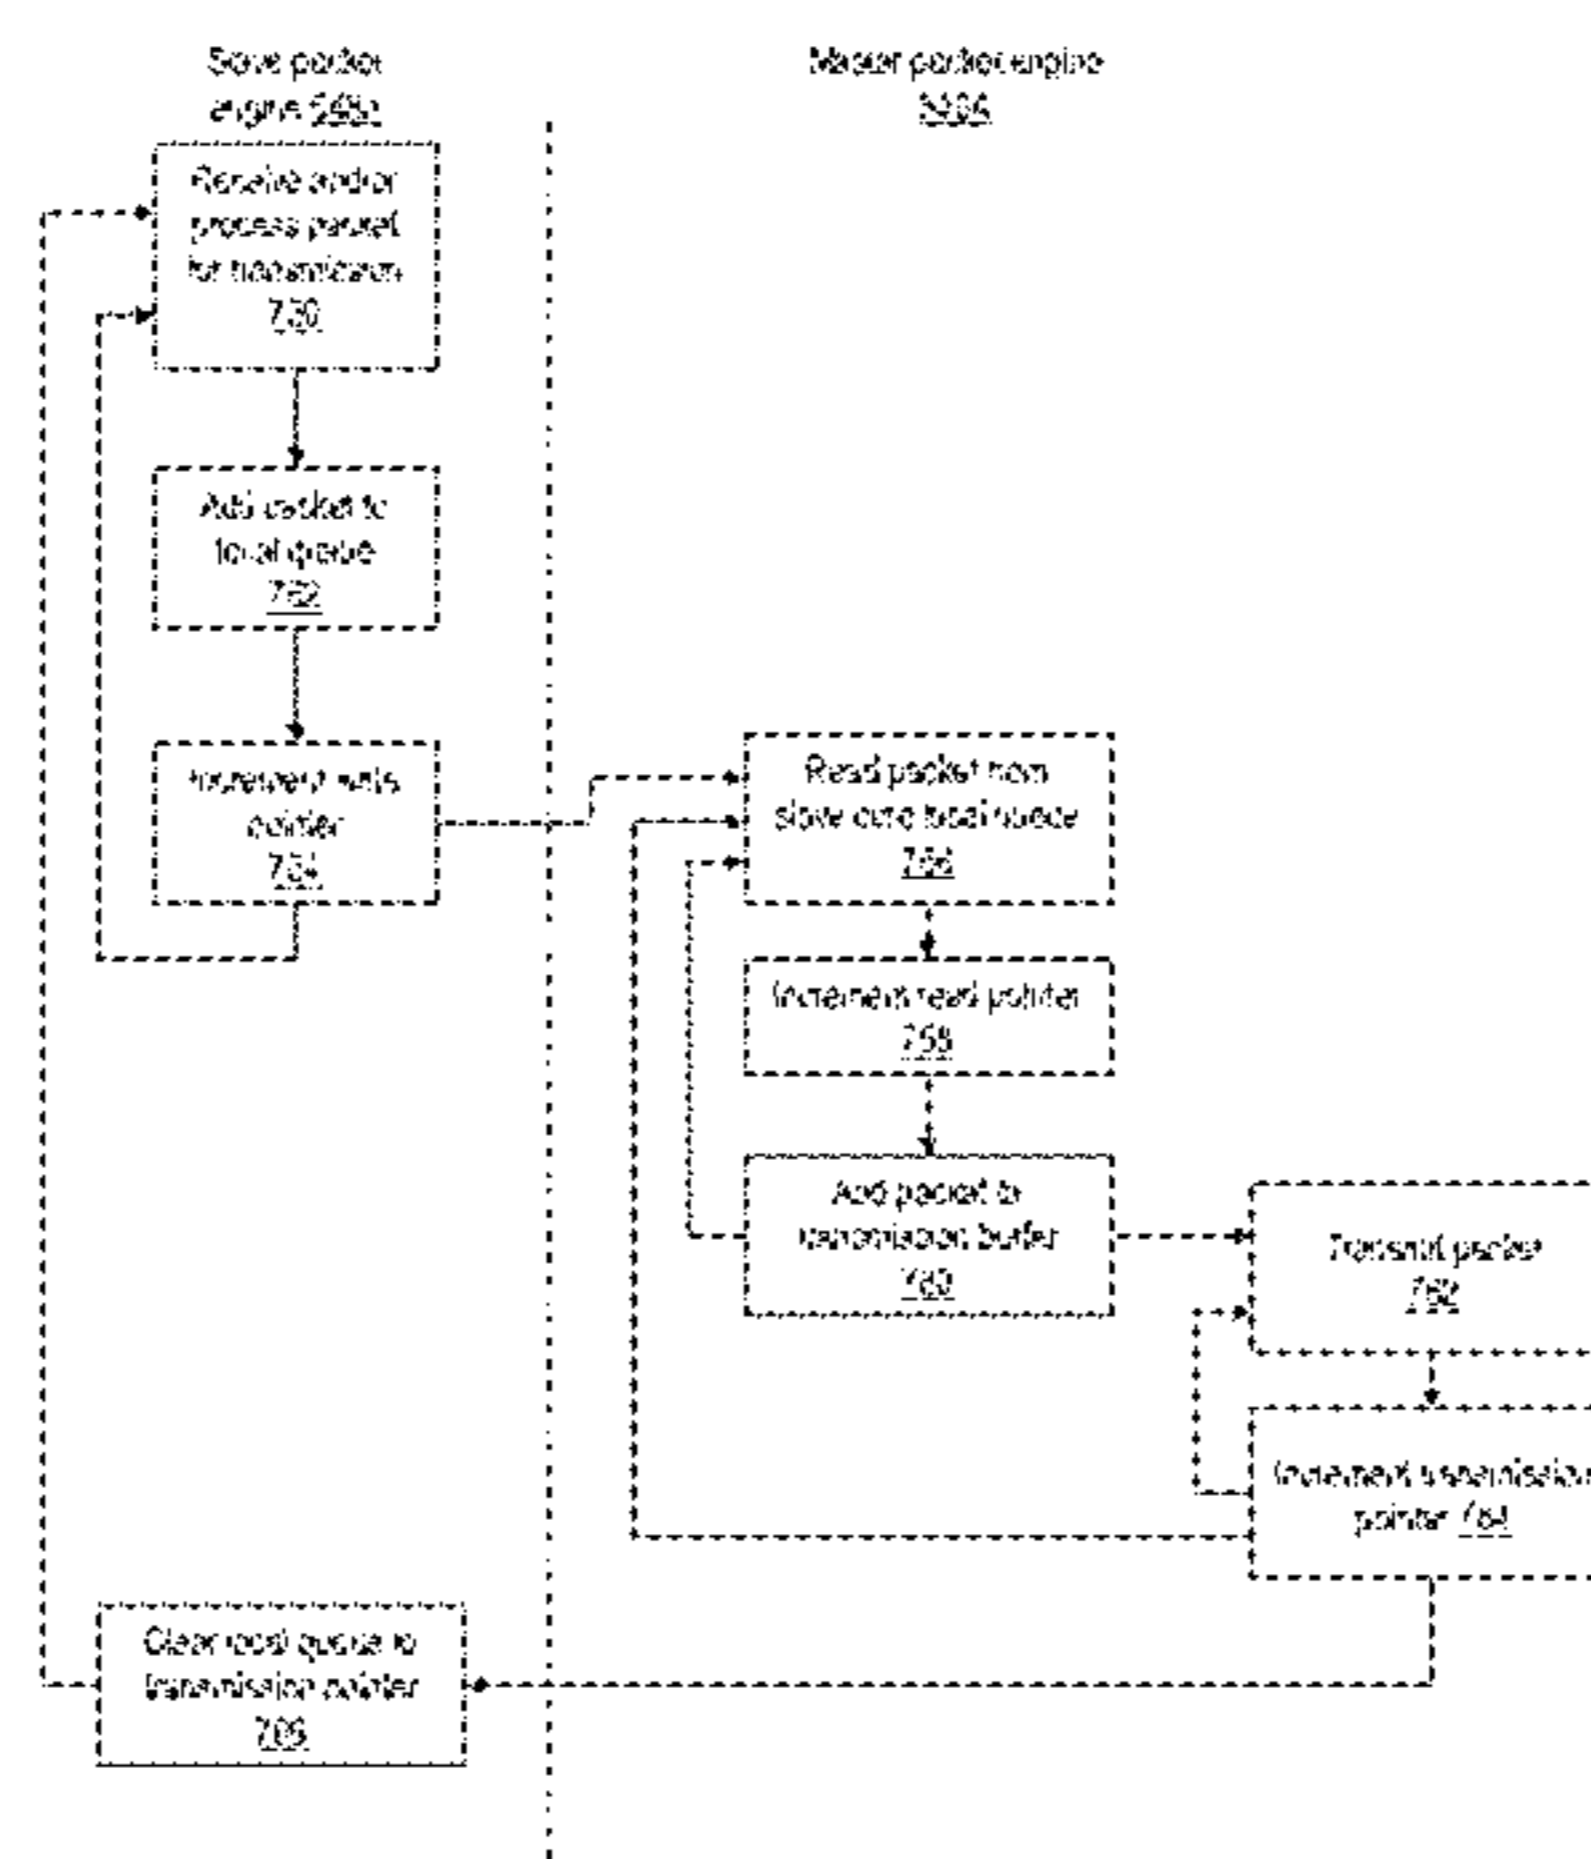 Slave packet
engine
Master packet engine
Receive and/or
process packet
for transmission
750
Add packet to
local queue
752
Increment write
pointer
754
Read packet from
slave core local queue
756
Increment read pointer
758
Add packet to
transmission buffer
760
Transmit packet
762
Increment transmission
pointer 764
Clear local queue to
transmission pointer
766